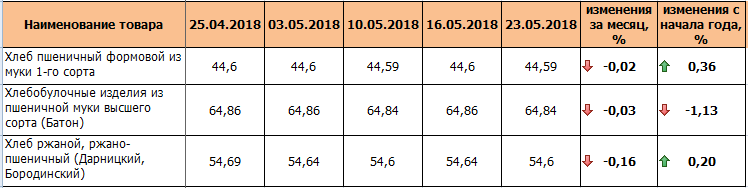 Наименование товара 25.04.2018 03.05.2018 10.05.2018 16.05.2018 23.05.2018 изменения за месяц, % изменения с начала года, %
Хлеб пшеничный формовой из
муки 1-го сорта 44,6 44,6 44,59 44,6 44,59 -0,02 0,36
Хлебобулочные изделия из
пшеничной муки высшего
сорта (Батон) 64,86 64,86 64,84 64,86 64,84 -0,03 -1,13
Хлеб ржаной, ржано-
пшеничный (Дарницкий,
Бородинский) 54,69 54,64 54,6 54,64 54,6 -0,16 0,20